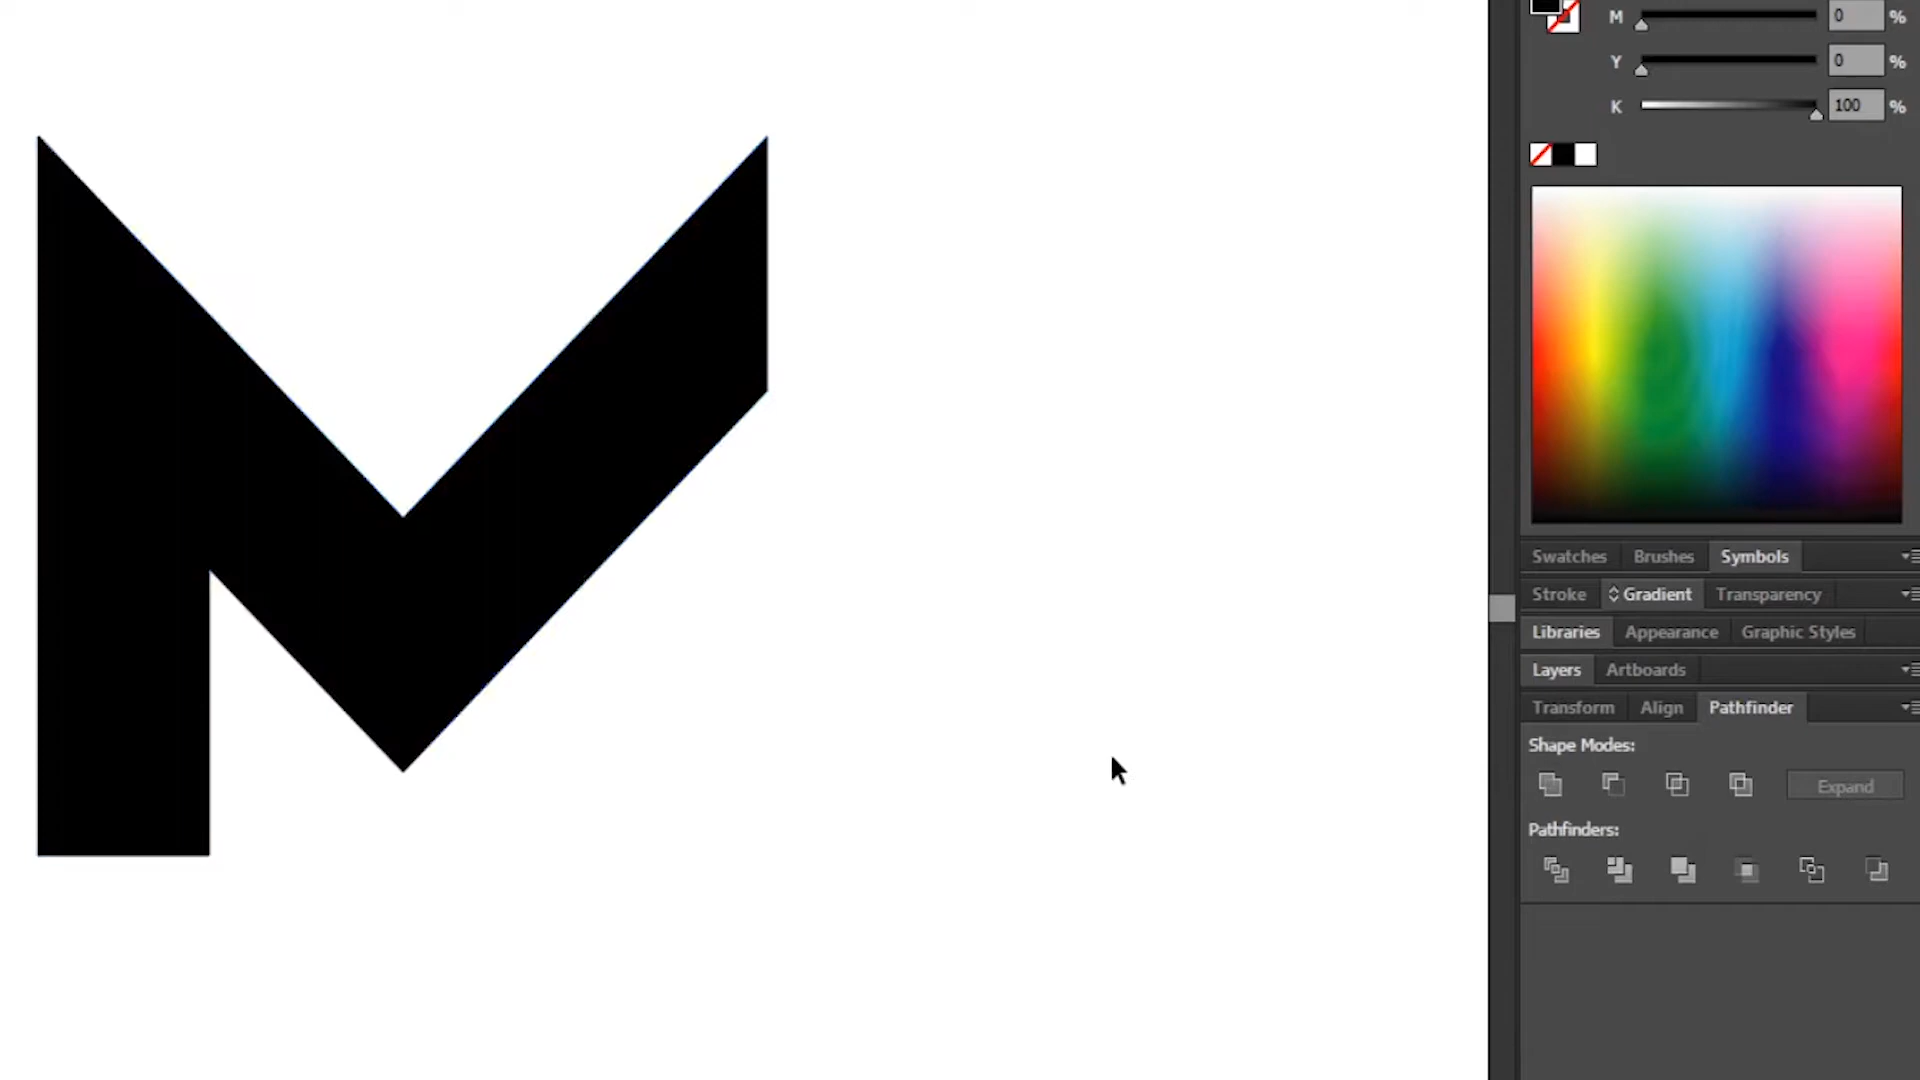 M 0 %
Y 0 %
K 100 %
Swatches Brushes Symbols
Stroke Gradient Transparency
Libraries Appearance Graphic Styles
Layers Artboards
Transform Align Pathfinder
Shape Modes:
Expand
Pathfinders: